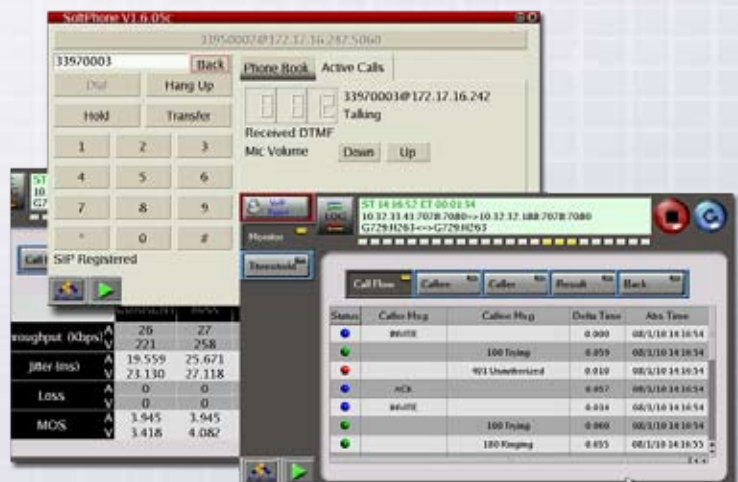 SoftPhone V1.6.05c
33950002@172.17.16.247:5060
33970003 Back
Dial Hang Up
Hold Transfer
1 2 3
4 5 6
7 8 9
* 0 #
SIP Registered
Phone Book Active Calls
33970003@172.17.16.242
Talking
Received DTMF
Mic Volume Down Up
Throughput (Kbps) A 26 27
V 221 258
Jitter (ms) A 19.559 25.671
V 23.130 27.118
Loss A 0 0
V 0 0
MOS A 3.945 3.945
V 3.418 4.082
LOG
ST 14:16:52 ET 00:01:54
10.32.33.41:7078:7080-->10.32.32.188:7078:7080
G729:H263<-->G729:H263
Monitor
Threshold
Call Flow Callee Caller Result Back
Status Caller Msg Callee Msg Delta Time Abs. Time
INVITE 0.000 08/1/10 14:16:54
100 Trying 0.059 08/1/10 14:16:54
401 Unauthorized 0.010 08/1/10 14:16:54
ACK 0.057 08/1/10 14:16:54
INVITE 0.034 08/1/10 14:16:54
100 Trying 0.060 08/1/10 14:16:54
180 Ringing 0.655 08/1/10 14:16:55